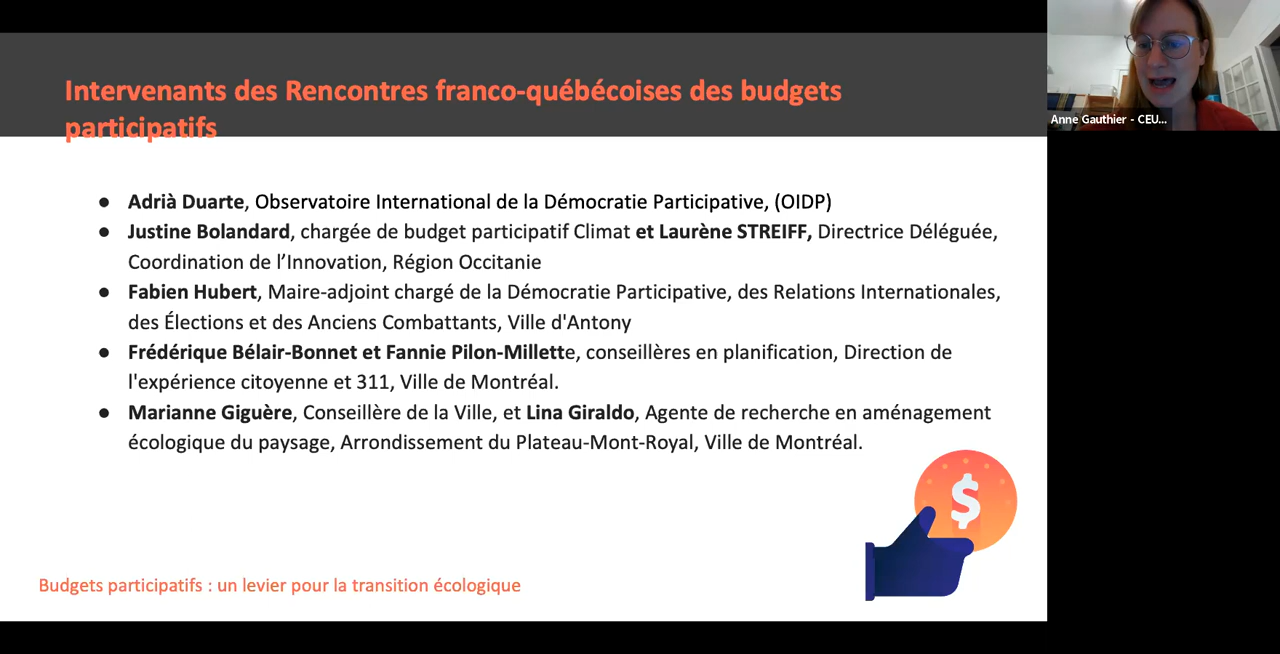 Intervenants des Rencontres franco-québécoises des budgets
participatifs
● Adrià Duarte, Observatoire International de la Démocratie Participative, (OIDP)
● Justine Bolandard, chargée de budget participatif Climat et Laurène STREIFF, Directrice Déléguée,
Coordination de l’Innovation, Région Occitanie
● Fabien Hubert, Maire-adjoint chargé de la Démocratie Participative, des Relations Internationales,
des Élections et des Anciens Combattants, Ville d'Antony
● Frédérique Bélair-Bonnet et Fannie Pilon-Millette, conseillères en planification, Direction de
l'expérience citoyenne et 311, Ville de Montréal.
● Marianne Giguère, Conseillère de la Ville, et Lina Giraldo, Agente de recherche en aménagement
écologique du paysage, Arrondissement du Plateau-Mont-Royal, Ville de Montréal.
$
Budgets participatifs : un levier pour la transition écologique
Anne Gauthier - CEU...